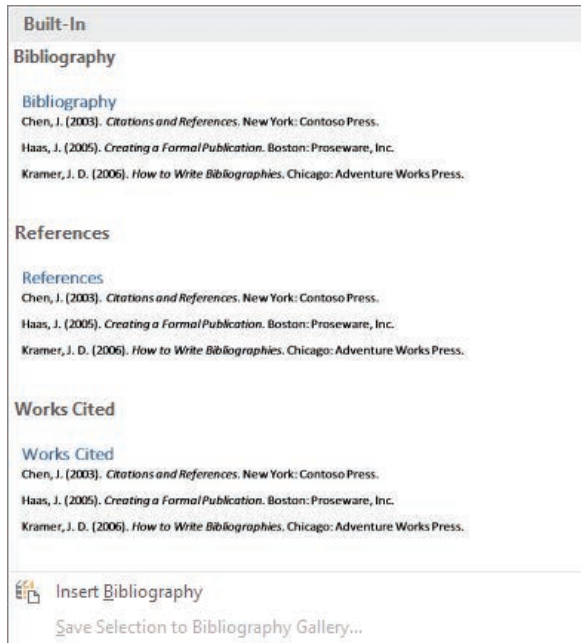 Built-In
Bibliography
Bibliography
Chen, J. (2003). Citations and References. New York: Contoso Press.
Haas, J. (2005). Creating a Formal Publication. Boston: Proseware, Inc.
Kramer, J. D. (2006). How to Write Bibliographies. Chicago: Adventure Works Press.
References
References
Chen, J. (2003). Citations and References. New York: Contoso Press.
Haas, J. (2005). Creating a Formal Publication. Boston: Proseware, Inc.
Kramer, J. D. (2006). How to Write Bibliographies. Chicago: Adventure Works Press.
Works Cited
Works Cited
Chen, J. (2003). Citations and References. New York: Contoso Press.
Haas, J. (2005). Creating a Formal Publication. Boston: Proseware, Inc.
Kramer, J. D. (2006). How to Write Bibliographies. Chicago: Adventure Works Press.
Insert Bibliography
Save Selection to Bibliography Gallery...